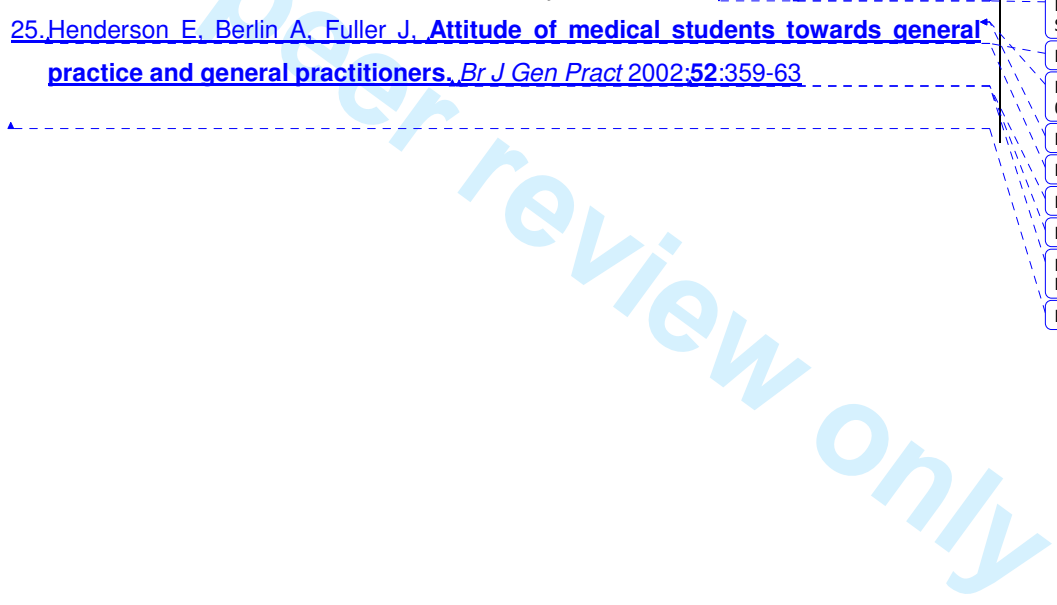 25. Henderson E, Berlin A, Fuller J, Attitude of medical students towards general
practice and general practitioners. Br J Gen Pract 2002;52:359-63
peer review only